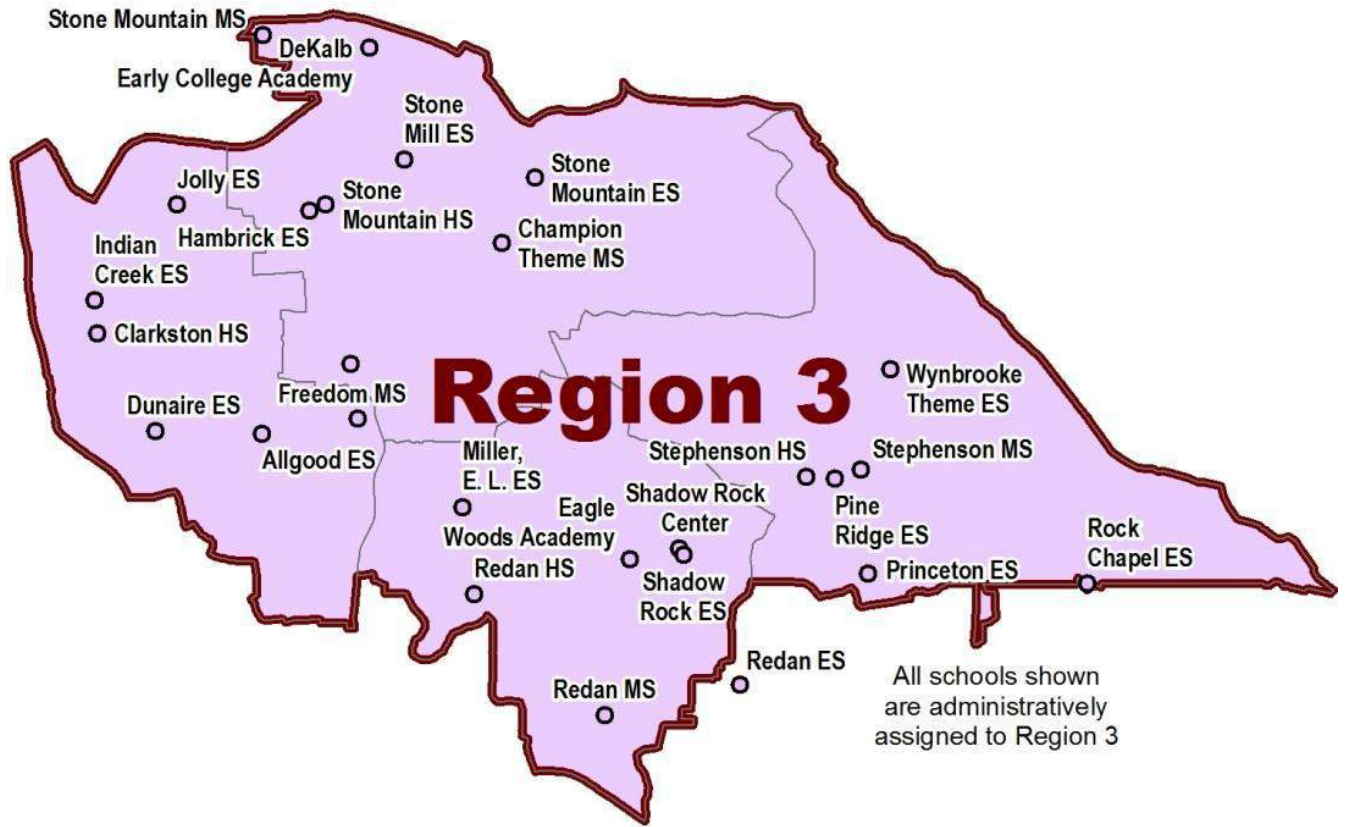 Stone Mountain MS
DeKalb
Early College Academy
Stone
Mill ES
Stone
Mountain ES
Jolly ES
Stone
Mountain HS
Hambrick ES
Champion
Theme MS
Indian
Creek ES
Clarkston HS
Region 3
Wynbrooke
Theme ES
Dunaire ES
Freedom MS
Allgood ES
Miller,
E. L. ES
Stephenson HS
Stephenson MS
Eagle
Woods Academy
Shadow Rock
Center
Pine
Ridge ES
Rock
Chapel ES
Redan HS
Shadow
Rock ES
Princeton ES
Redan ES
Redan MS
All schools shown
are administratively
assigned to Region 3